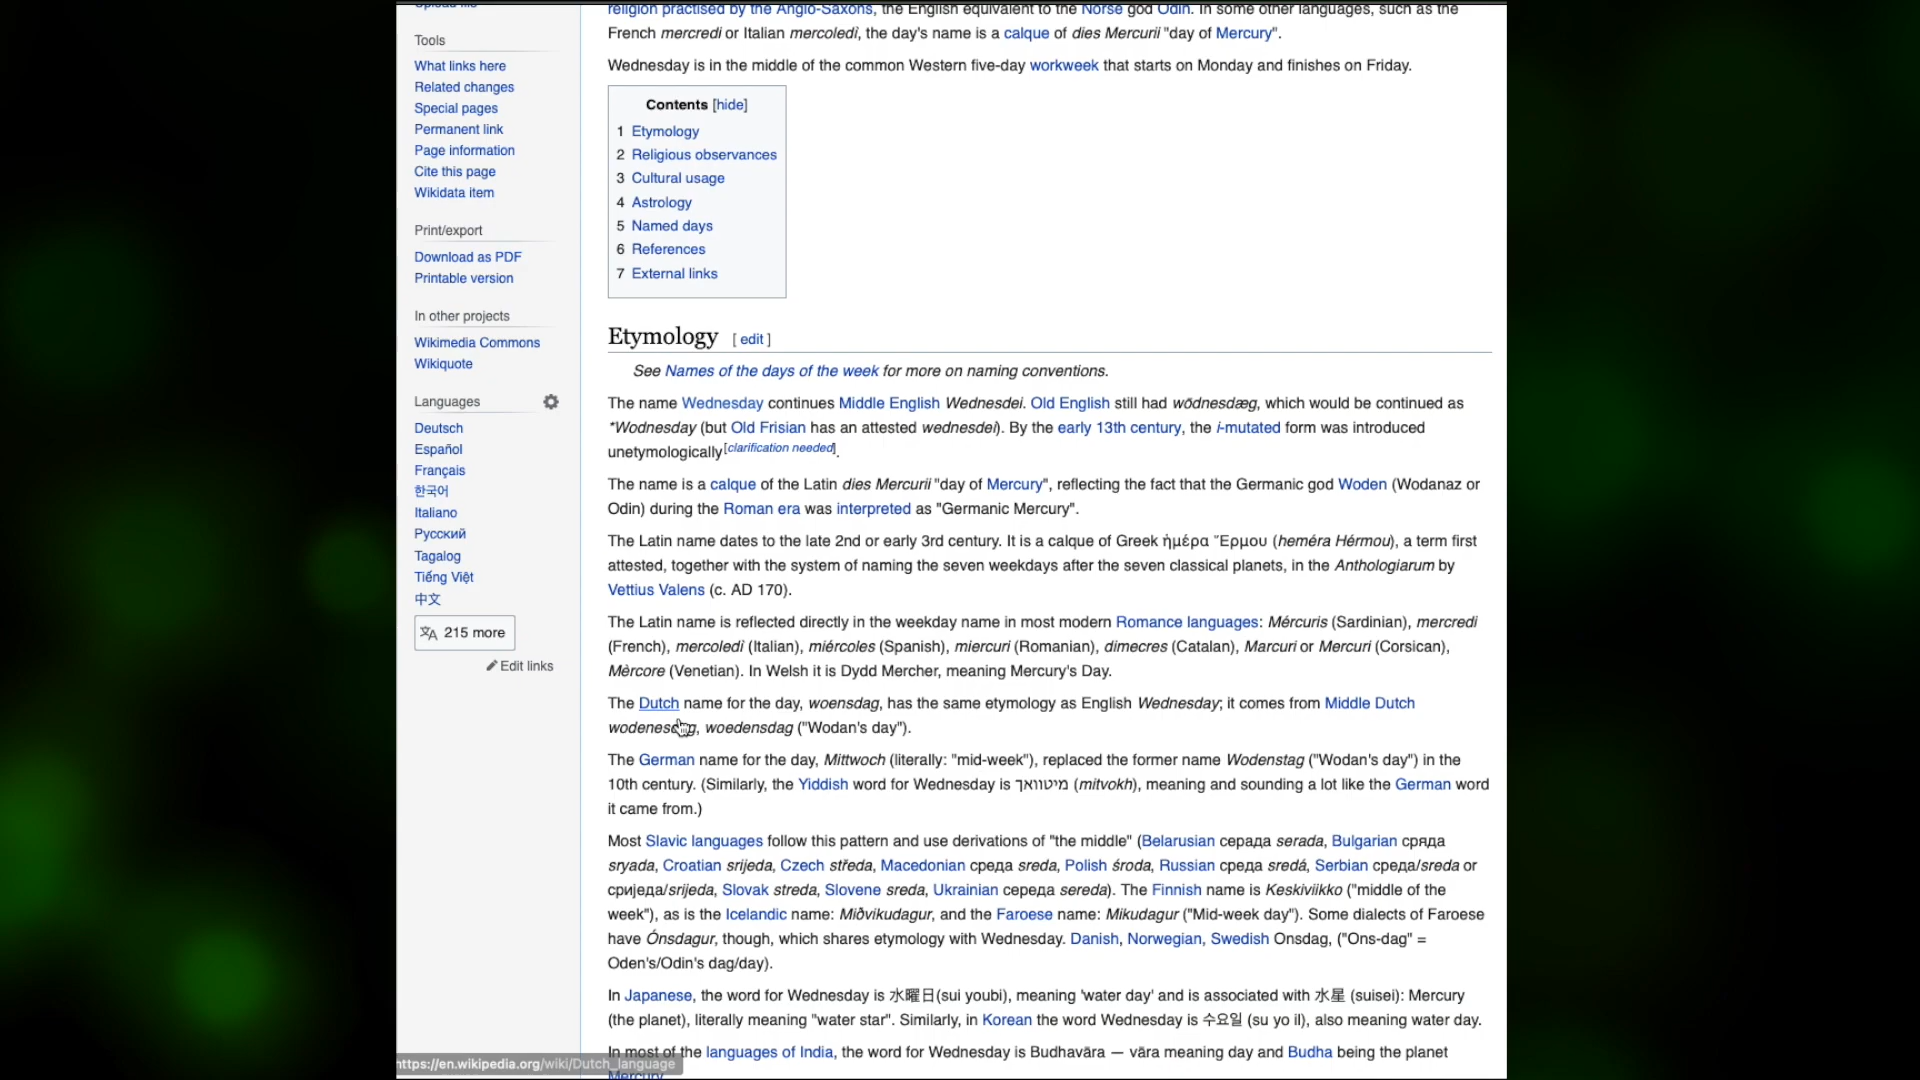 Upload file
Tools
What links here
Related changes
Special pages
Permanent link
Page information
Cite this page
Wikidata item
Print/export
Download as PDF
Printable version
In other projects
Wikimedia Commons
Wikiquote
Languages
Deutsch
Español
Français
한국어
Italiano
Русский
Tagalog
Tiếng Việt
中文
215 more
Edit links
religion practised by the Anglo-Saxons, the English equivalent to the Norse god Odin. In some other languages, such as the
French mercredi or Italian mercoledì, the day's name is a calque of dies Mercurii "day of Mercury".
Wednesday is in the middle of the common Western five-day workweek that starts on Monday and finishes on Friday.
Contents [hide]
1 Etymology
2 Religious observances
3 Cultural usage
4 Astrology
5 Named days
6 References
7 External links
Etymology [ edit ]
See Names of the days of the week for more on naming conventions.
The name Wednesday continues Middle English Wednesdei. Old English still had wōdnesdæg, which would be continued as
*Wodnesday (but Old Frisian has an attested wednesdei). By the early 13th century, the i-mutated form was introduced
unetymologically[clarification needed].
The name is a calque of the Latin dies Mercurii "day of Mercury", reflecting the fact that the Germanic god Woden (Wodanaz or
Odin) during the Roman era was interpreted as "Germanic Mercury".
The Latin name dates to the late 2nd or early 3rd century. It is a calque of Greek ἡμέρα Ἕρμου (heméra Hérmou), a term first
attested, together with the system of naming the seven weekdays after the seven classical planets, in the Anthologiarum by
Vettius Valens (c. AD 170).
The Latin name is reflected directly in the weekday name in most modern Romance languages: Mércuris (Sardinian), mercredi
(French), mercoledì (Italian), miércoles (Spanish), miercuri (Romanian), dimecres (Catalan), Marcuri or Mercuri (Corsican),
Mèrcore (Venetian). In Welsh it is Dydd Mercher, meaning Mercury's Day.
The Dutch name for the day, woensdag, has the same etymology as English Wednesday; it comes from Middle Dutch
wodenesdag, woedensdag ("Wodan's day").
The German name for the day, Mittwoch (literally: "mid-week"), replaced the former name Wodenstag ("Wodan's day") in the
10th century. (Similarly, the Yiddish word for Wednesday is מיטוואך (mitvokh), meaning and sounding a lot like the German word
it came from.)
Most Slavic languages follow this pattern and use derivations of "the middle" (Belarusian серада serada, Bulgarian сряда
sryada, Croatian srijeda, Czech středa, Macedonian среда sreda, Polish środa, Russian среда sredá, Serbian среда/sreda or
сриједа/srijeda, Slovak streda, Slovene sreda, Ukrainian середа sereda). The Finnish name is Keskiviikko ("middle of the
week"), as is the Icelandic name: Miðvikudagur, and the Faroese name: Mikudagur ("Mid-week day"). Some dialects of Faroese
have Ónsdagur, though, which shares etymology with Wednesday. Danish, Norwegian, Swedish Onsdag, ("Ons-dag" =
Oden's/Odin's dag/day).
In Japanese, the word for Wednesday is 水曜日(sui youbi), meaning 'water day' and is associated with 水星 (suisei): Mercury
(the planet), literally meaning "water star". Similarly, in Korean the word Wednesday is 수요일 (su yo il), also meaning water day.
In most of the languages of India, the word for Wednesday is Budhavāra — vāra meaning day and Budha being the planet
Mercury
https://en.wikipedia.org/wiki/Dutch_language